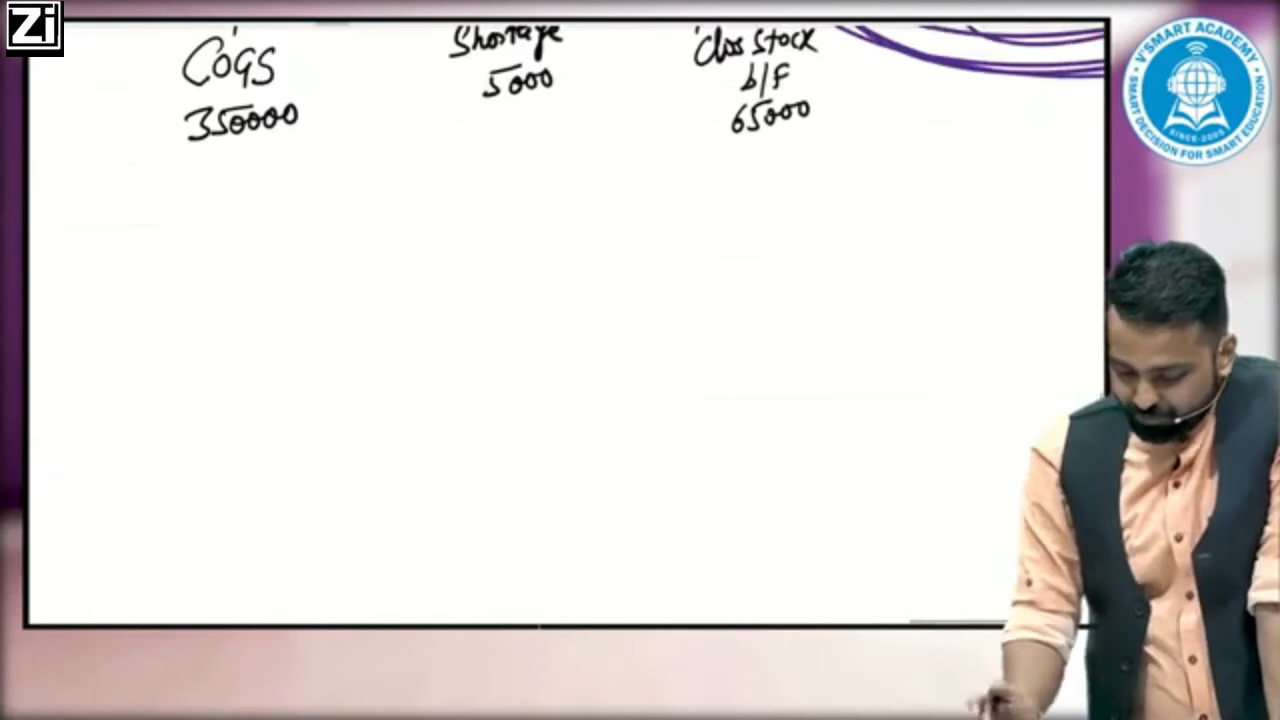 Zi
COGS
350000
Shortage
5000
Clos Stock
b/F
65000
V'SMART ACADEMY
SINCE-2005
SMART DECISION FOR SMART EDUCATION